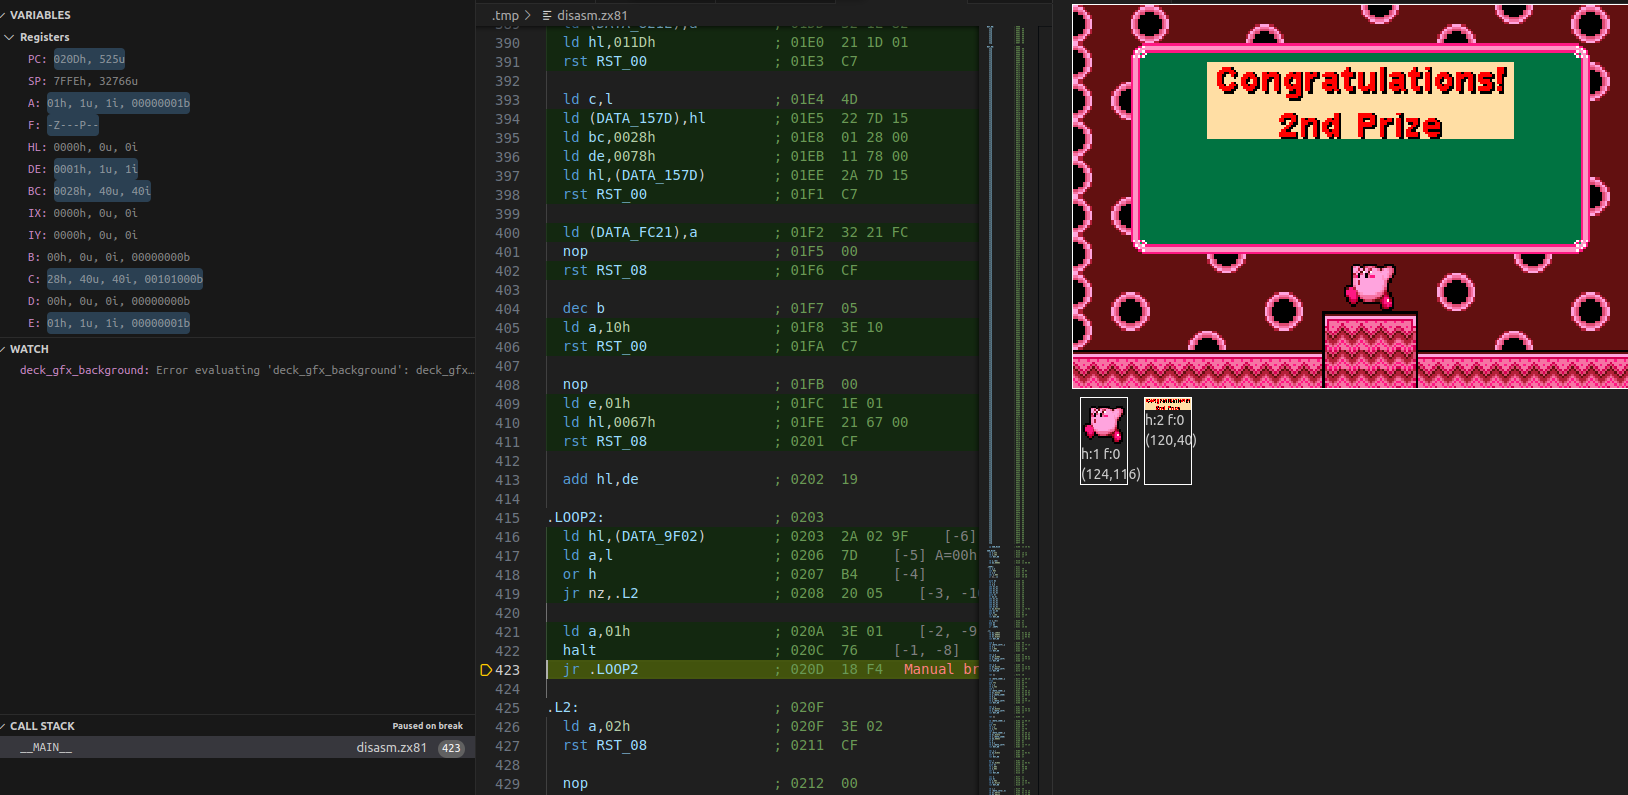 VARIABLES
Registers
PC: 020Dh, 525u
SP: 7FFEh, 32766u
A: 01h, 1u, 1i, 00000001b
F: -Z---P--
HL: 0000h, 0u, 0i
DE: 0001h, 1u, 1i
BC: 0028h, 40u, 40i
IX: 0000h, 0u, 0i
IY: 0000h, 0u, 0i
B: 00h, 0u, 0i, 00000000b
C: 28h, 40u, 40i, 00101000b
D: 00h, 0u, 0i, 00000000b
E: 01h, 1u, 1i, 00000001b
WATCH
deck_gfx_background: Error evaluating 'deck_gfx_background': deck_gfx...
CALL STACK
Paused on break
__MAIN__ disasm.zx81 423
.tmp > disasm.zx81
390 ld hl,011Dh ; 01E0 21 1D 01
391 rst RST_00 ; 01E3 C7
392
393 ld c,l ; 01E4 4D
394 ld (DATA_157D),hl ; 01E5 22 7D 15
395 ld bc,0028h ; 01E8 01 28 00
396 ld de,0078h ; 01EB 11 78 00
397 ld hl,(DATA_157D) ; 01EE 2A 7D 15
398 rst RST_00 ; 01F1 C7
399
400 ld (DATA_FC21),a ; 01F2 32 21 FC
401 nop ; 01F5 00
402 rst RST_08 ; 01F6 CF
403
404 dec b ; 01F7 05
405 ld a,10h ; 01F8 3E 10
406 rst RST_00 ; 01FA C7
407
408 nop ; 01FB 00
409 ld e,01h ; 01FC 1E 01
410 ld hl,0067h ; 01FE 21 67 00
411 rst RST_08 ; 0201 CF
412
413 add hl,de ; 0202 19
414
415 .LOOP2: ; 0203
416 ld hl,(DATA_9F02) ; 0203 2A 02 9F [-6]
417 ld a,l ; 0206 7D [-5] A=00h
418 or h ; 0207 B4 [-4]
419 jr nz,.L2 ; 0208 20 05 [-3, -1
420
421 ld a,01h ; 020A 3E 01 [-2, -9
422 halt ; 020C 76 [-1, -8]
423 jr .LOOP2 ; 020D 18 F4 Manual br
424
425 .L2: ; 020F
426 ld a,02h ; 020F 3E 02
427 rst RST_08 ; 0211 CF
428
429 nop ; 0212 00
Congratulations!
2nd Prize
h:1 f:0
(124,116)
Congratulations!
2nd Prize
h:2 f:0
(120,40)